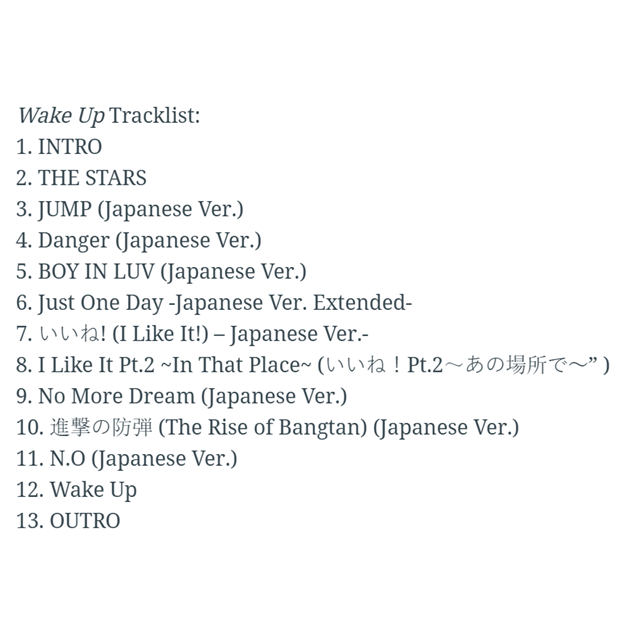 Wake Up Tracklist:
1. INTRO
2. THE STARS
3. JUMP (Japanese Ver.)
4. Danger (Japanese Ver.)
5. BOY IN LUV (Japanese Ver.)
6. Just One Day -Japanese Ver. Extended-
7. いいね! (I Like It!) – Japanese Ver.-
8. I Like It Pt.2 ~In That Place~ (いいね！Pt.2～あの場所で～” )
9. No More Dream (Japanese Ver.)
10. 進撃の防弾 (The Rise of Bangtan) (Japanese Ver.)
11. N.O (Japanese Ver.)
12. Wake Up
13. OUTRO